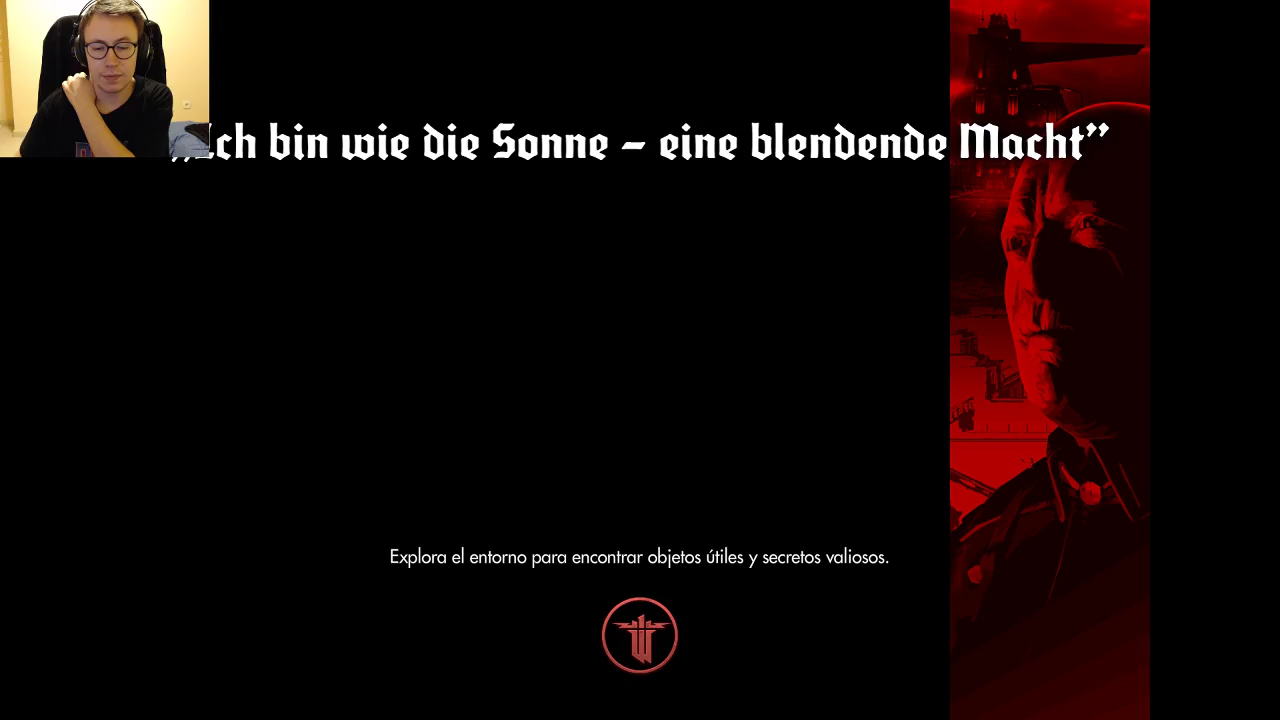 „Ich bin wie die Sonne – eine blendende Macht”
Explora el entorno para encontrar objetos útiles y secretos valiosos.